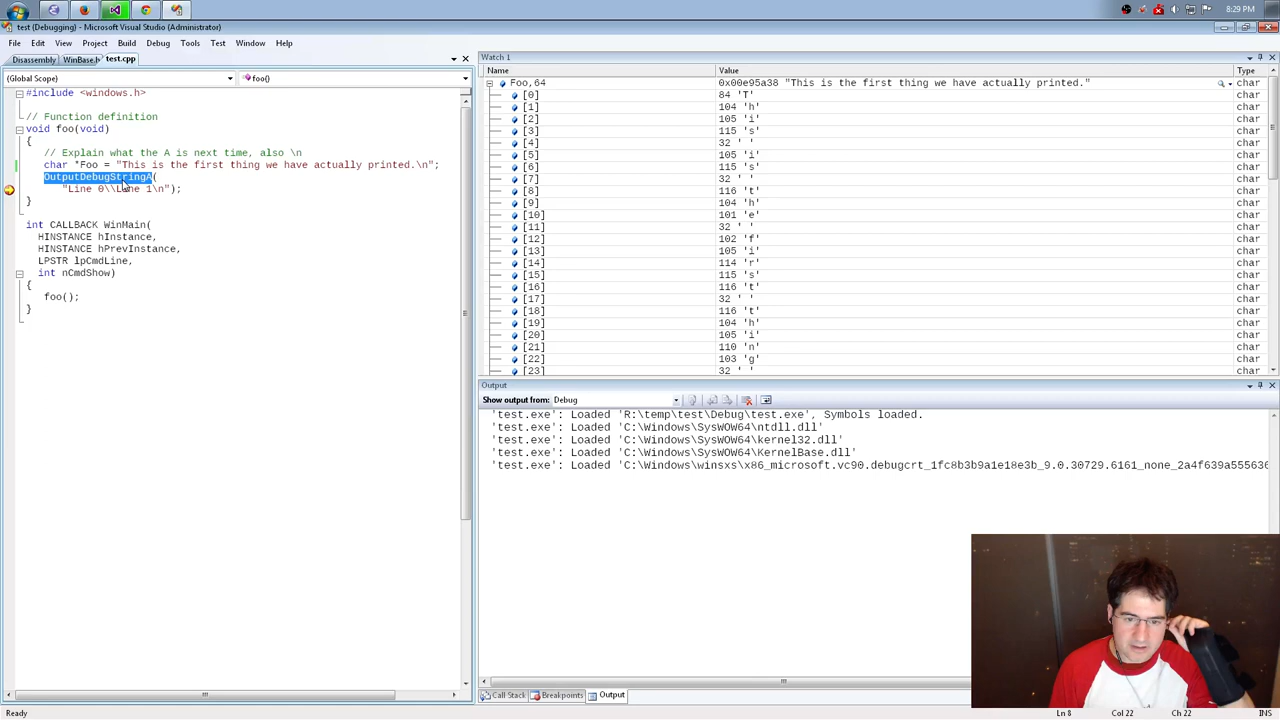 8:29 PM
test (Debugging) - Microsoft Visual Studio (Administrator)
File Edit View Project Build Debug Tools Test Window Help
Disassembly WinBase.h test.cpp
(Global Scope) foo()
#include <windows.h>
// Function definition
void foo(void)
{
// Explain what the A is next time, also \n
char *Foo = "This is the first thing we have actually printed.\n";
OutputDebugStringA(
"Line 0\\Line 1\n");
}
int CALLBACK WinMain(
HINSTANCE hInstance,
HINSTANCE hPrevInstance,
LPSTR lpCmdLine,
int nCmdShow)
{
foo();
}
Watch 1
Name Value Type
Foo,64 0x00e95a38 "This is the first thing we have actually printed." char
[0] 84 'T' char
[1] 104 'h' char
[2] 105 'i' char
[3] 115 's' char
[4] 32 ' ' char
[5] 105 'i' char
[6] 115 's' char
[7] 32 ' ' char
[8] 116 't' char
[9] 104 'h' char
[10] 101 'e' char
[11] 32 ' ' char
[12] 102 'f' char
[13] 105 'i' char
[14] 114 'r' char
[15] 115 's' char
[16] 116 't' char
[17] 32 ' ' char
[18] 116 't' char
[19] 104 'h' char
[20] 105 'i' char
[21] 110 'n' char
[22] 103 'g' char
[23] 32 ' ' char
Output
Show output from: Debug
'test.exe': Loaded 'R:\temp\test\Debug\test.exe', Symbols loaded.
'test.exe': Loaded 'C:\Windows\SysWOW64\ntdll.dll'
'test.exe': Loaded 'C:\Windows\SysWOW64\kernel32.dll'
'test.exe': Loaded 'C:\Windows\SysWOW64\KernelBase.dll'
'test.exe': Loaded 'C:\Windows\winsxs\x86_microsoft.vc90.debugcrt_1fc8b3b9a1e18e3b_9.0.30729.6161_none_2a4f639a555636
Call Stack Breakpoints Output
Ready Ln 8 Col 22 Ch 22 INS